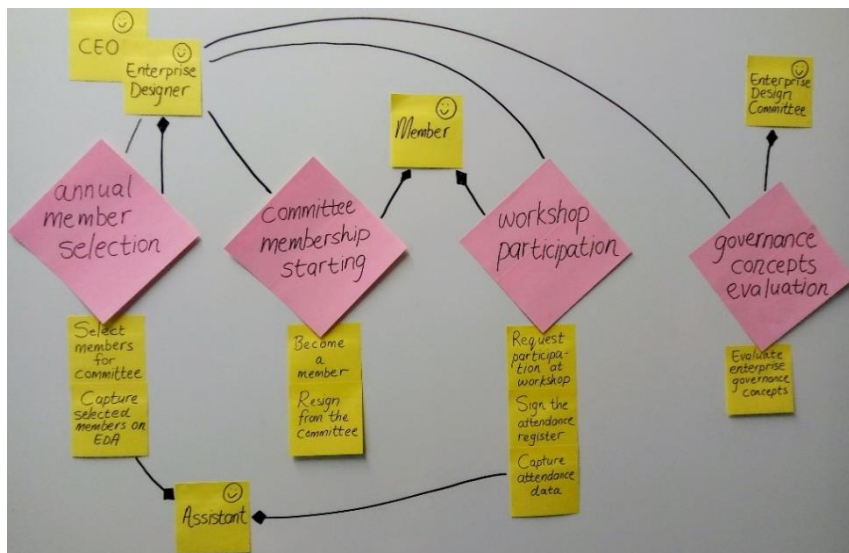 CEO
Enterprise
Designer
Member
Enterprise
Design
Committee
annual
member
selection
committee
membership
starting
workshop
participation
governance
concepts
evaluation
Select
members
for
committee
Capture
selected
members on
EDA
Become
a
member
Resign
from the
committee
Request
participa-
tion at
workshop
Sign the
attendance
register
Capture
attendance
data
Evaluate
enterprise
governance
concepts
Assistant